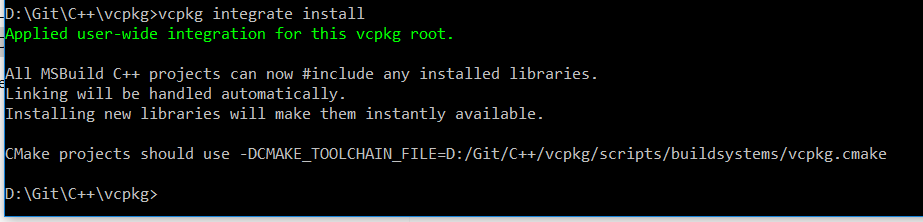 D:\Git\C++\vcpkg>vcpkg integrate install
Applied user-wide integration for this vcpkg root.
All MSBuild C++ projects can now #include any installed libraries.
Linking will be handled automatically.
Installing new libraries will make them instantly available.
CMake projects should use -DCMAKE_TOOLCHAIN_FILE=D:/Git/C++/vcpkg/scripts/buildsystems/vcpkg.cmake
D:\Git\C++\vcpkg>